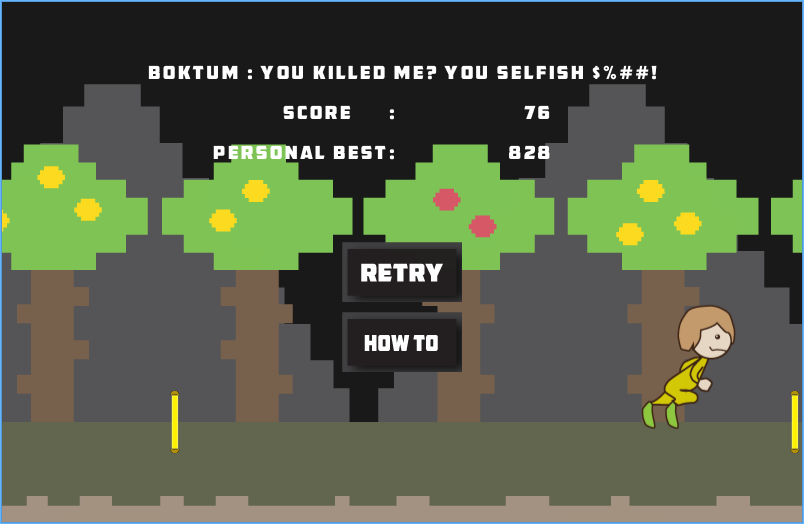 BOKTUM : YOU KILLED ME? YOU SELFISH $%##!
SCORE : 76
PERSONAL BEST: 828
RETRY
HOW TO